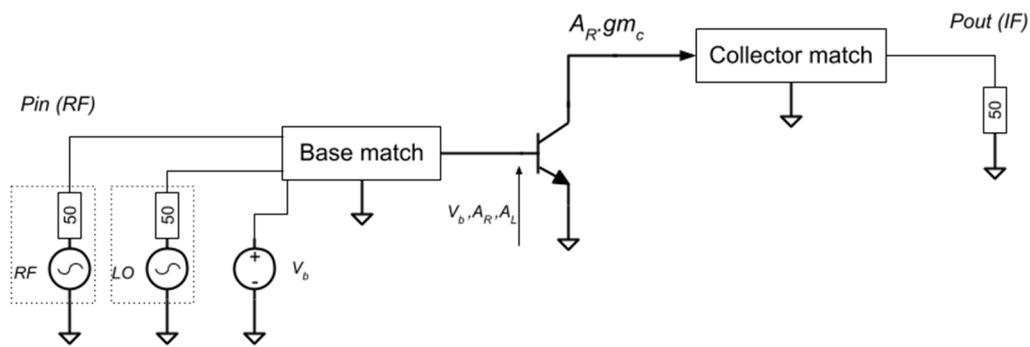 A_R.gm_c
Pout (IF)
Collector match
50
Pin (RF)
Base match
50
50
V_b,A_R,A_L
RF
LO
+
-
V_b